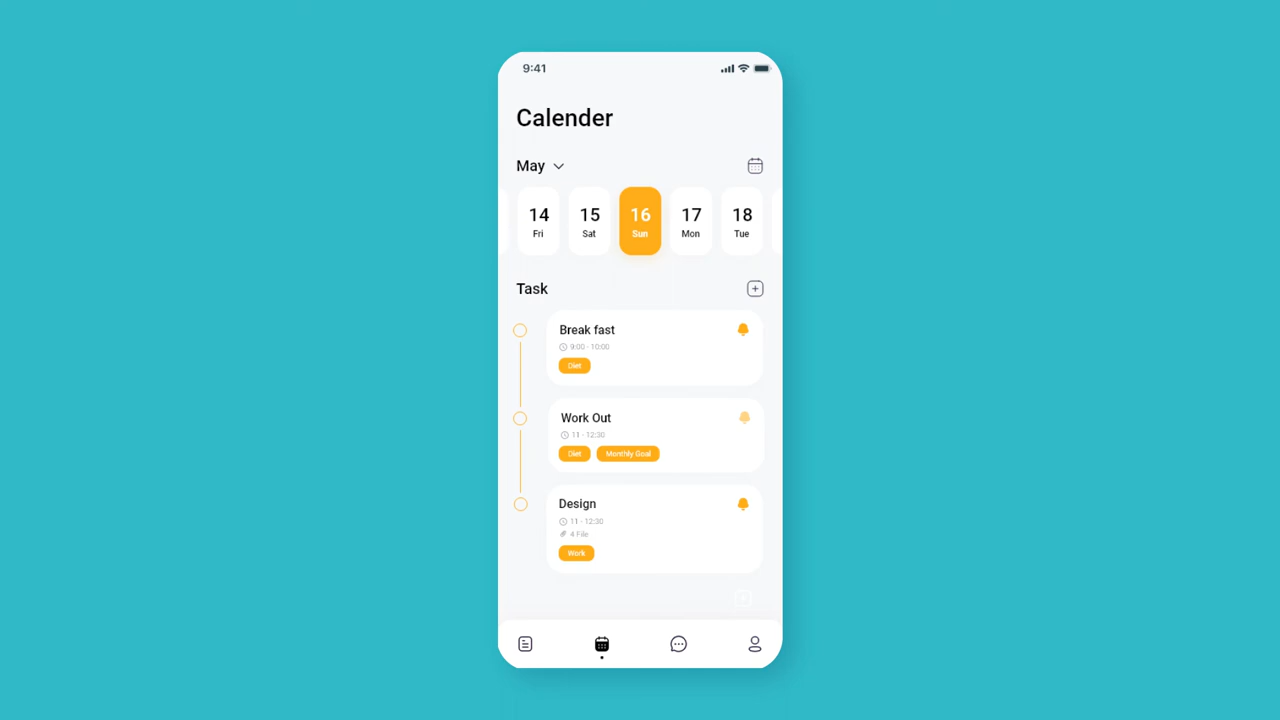 9:41
Calender
May
14 15 16 17 18
Fri Sat Sun Mon Tue
Task
Break fast
9:00 - 10:00
Diet
Work Out
11 - 12:30
Diet Monthly Goal
Design
11 - 12:30
4 File
Work